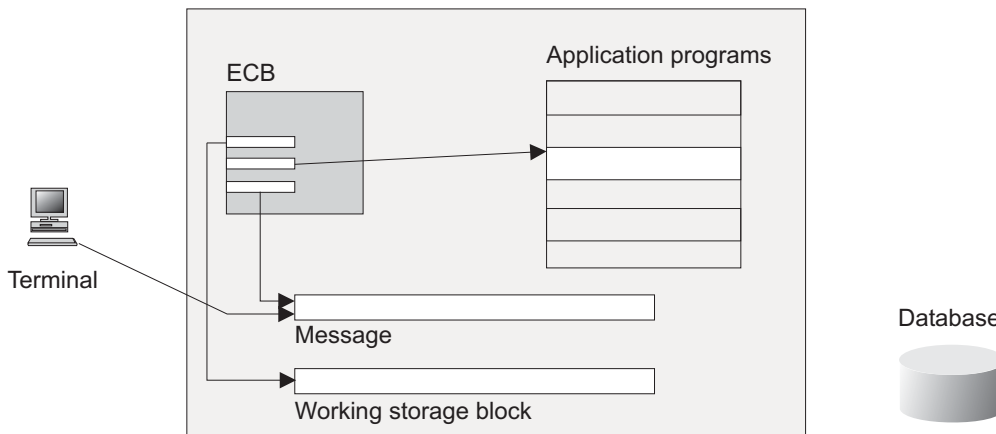 ECB
Application programs
Terminal
Message
Database
Working storage block